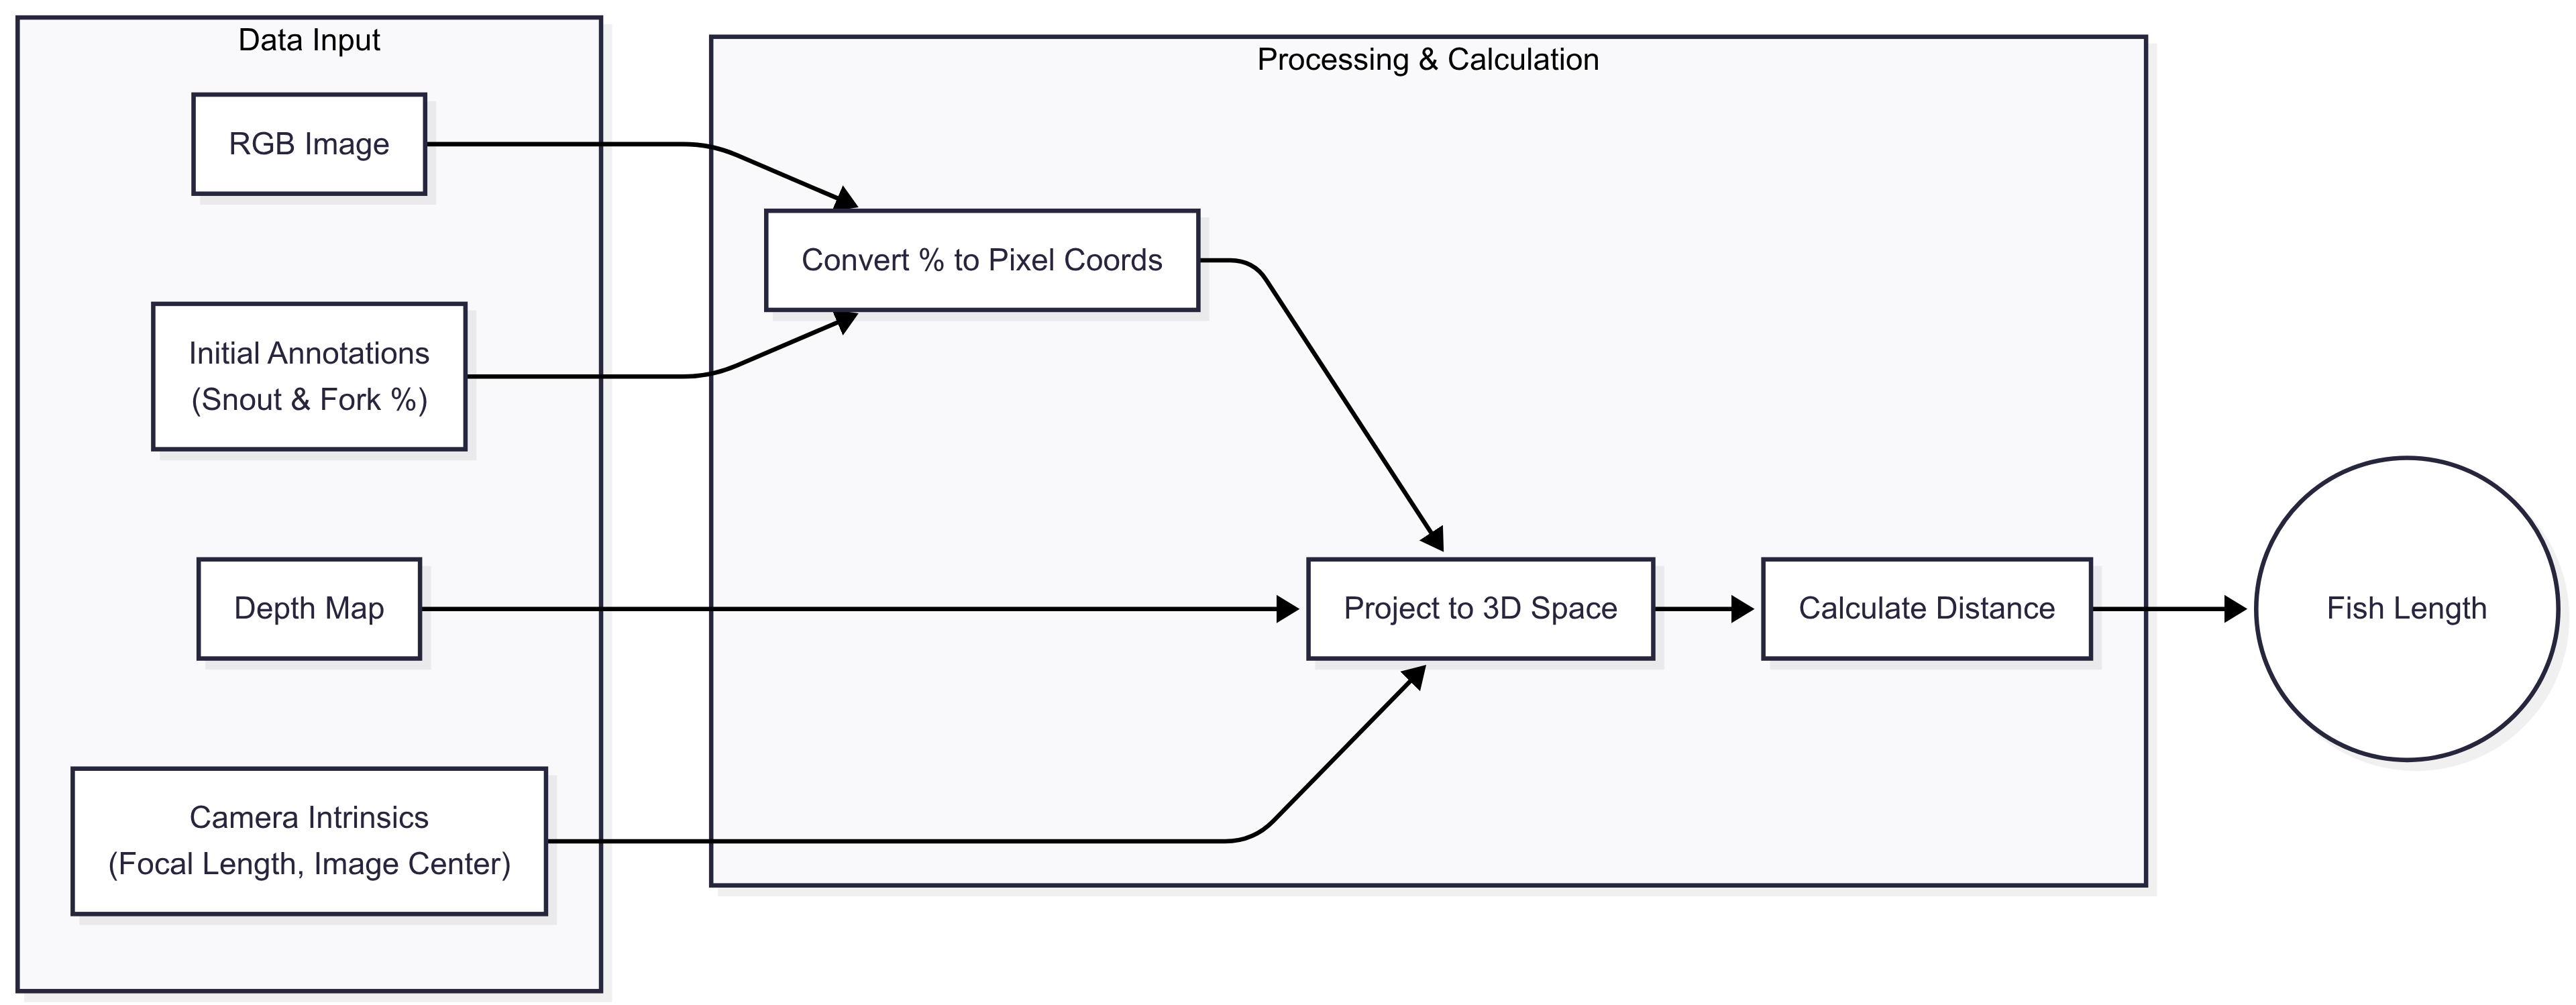 Data Input
RGB Image
Initial Annotations
(Snout & Fork %)
Depth Map
Camera Intrinsics
(Focal Length, Image Center)
Processing & Calculation
Convert % to Pixel Coords
Project to 3D Space
Calculate Distance
Fish Length